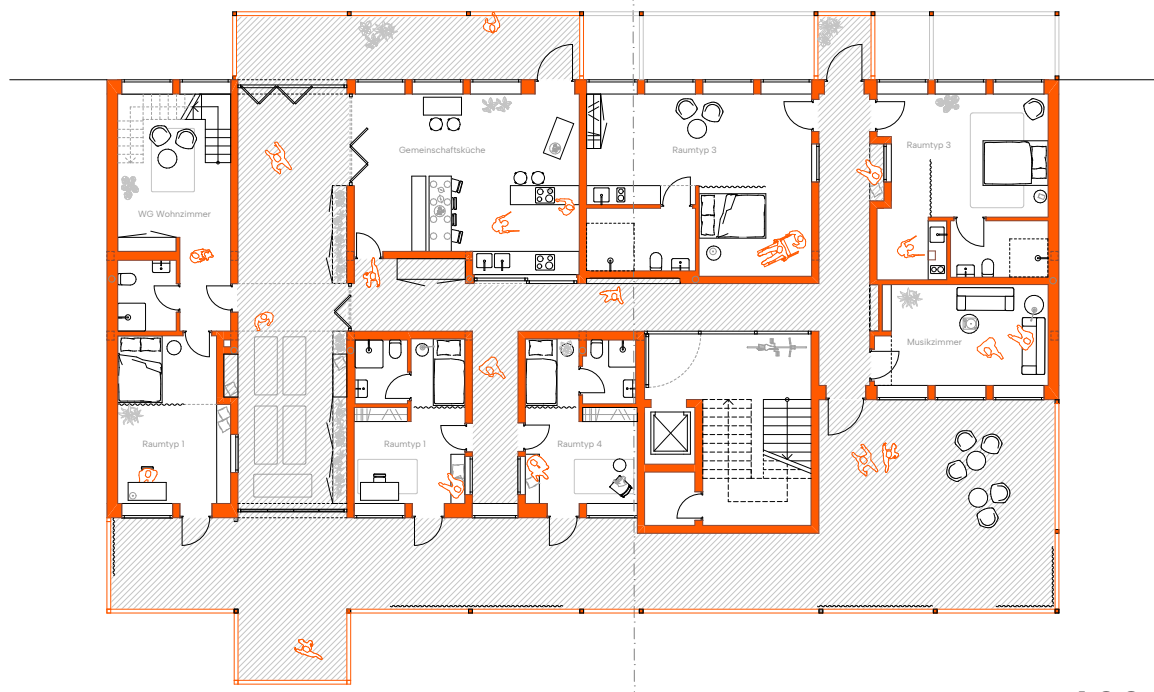 Gemeinschaftsküche
Raumtyp 3
Raumtyp 3
WG Wohnzimmer
Musikzimmer
Raumtyp 1
Raumtyp 1
Raumtyp 4